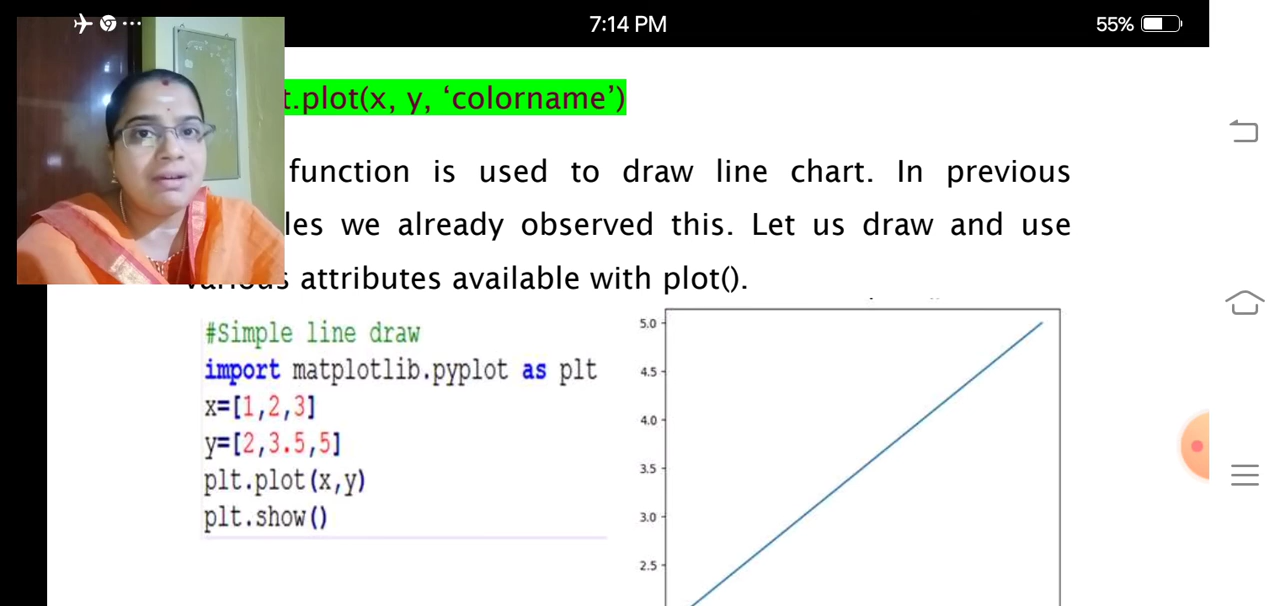 7:14 PM
55%
t.plot(x, y, ‘colorname’)
function is used to draw line chart. In previous
les we already observed this. Let us draw and use
various attributes available with plot().
#Simple line draw
import matplotlib.pyplot as plt
x=[1,2,3]
y=[2,3.5,5]
plt.plot(x,y)
plt.show()
5.0
4.5
4.0
3.5
3.0
2.5